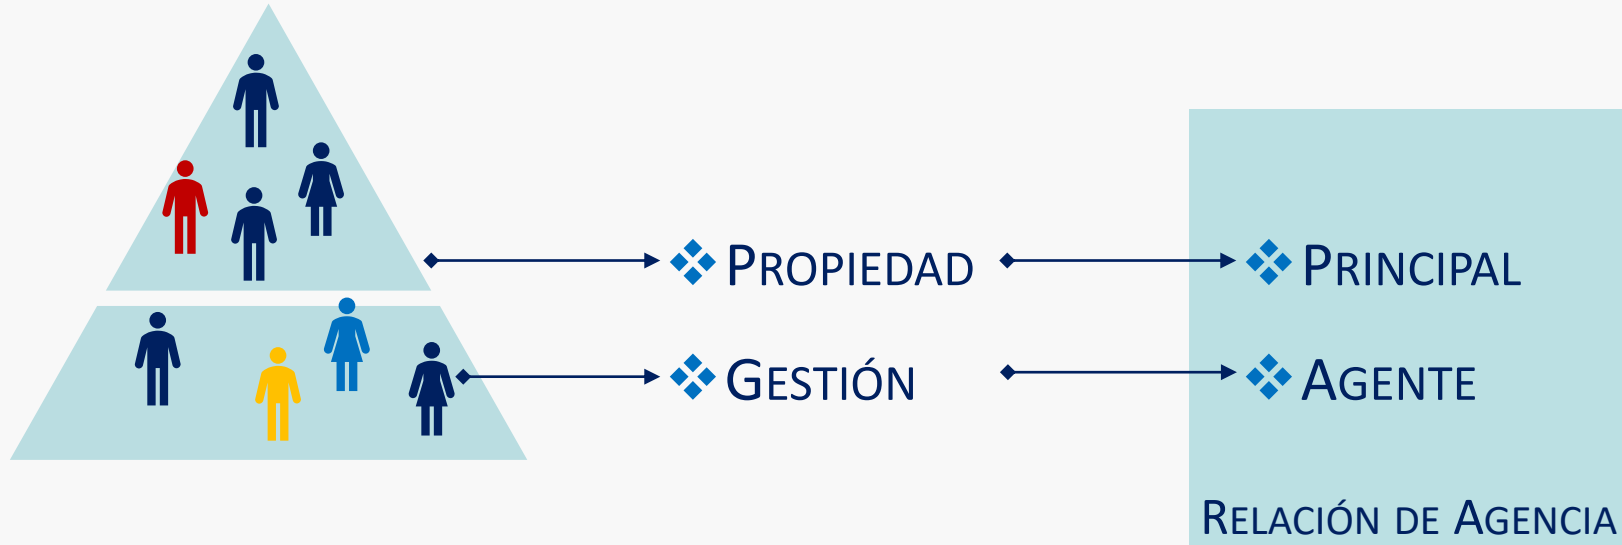 PROPIEDAD
PRINCIPAL
GESTIÓN
AGENTE
RELACIÓN DE AGENCIA